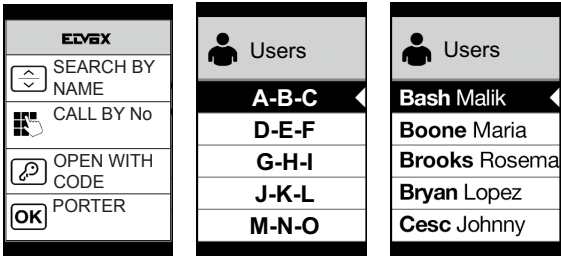 ELVOX
SEARCH BY
NAME
CALL BY No
OPEN WITH
CODE
OK PORTER
Users
A-B-C
D-E-F
G-H-I
J-K-L
M-N-O
Users
Bash Malik
Boone Maria
Brooks Rosema
Bryan Lopez
Cesc Johnny